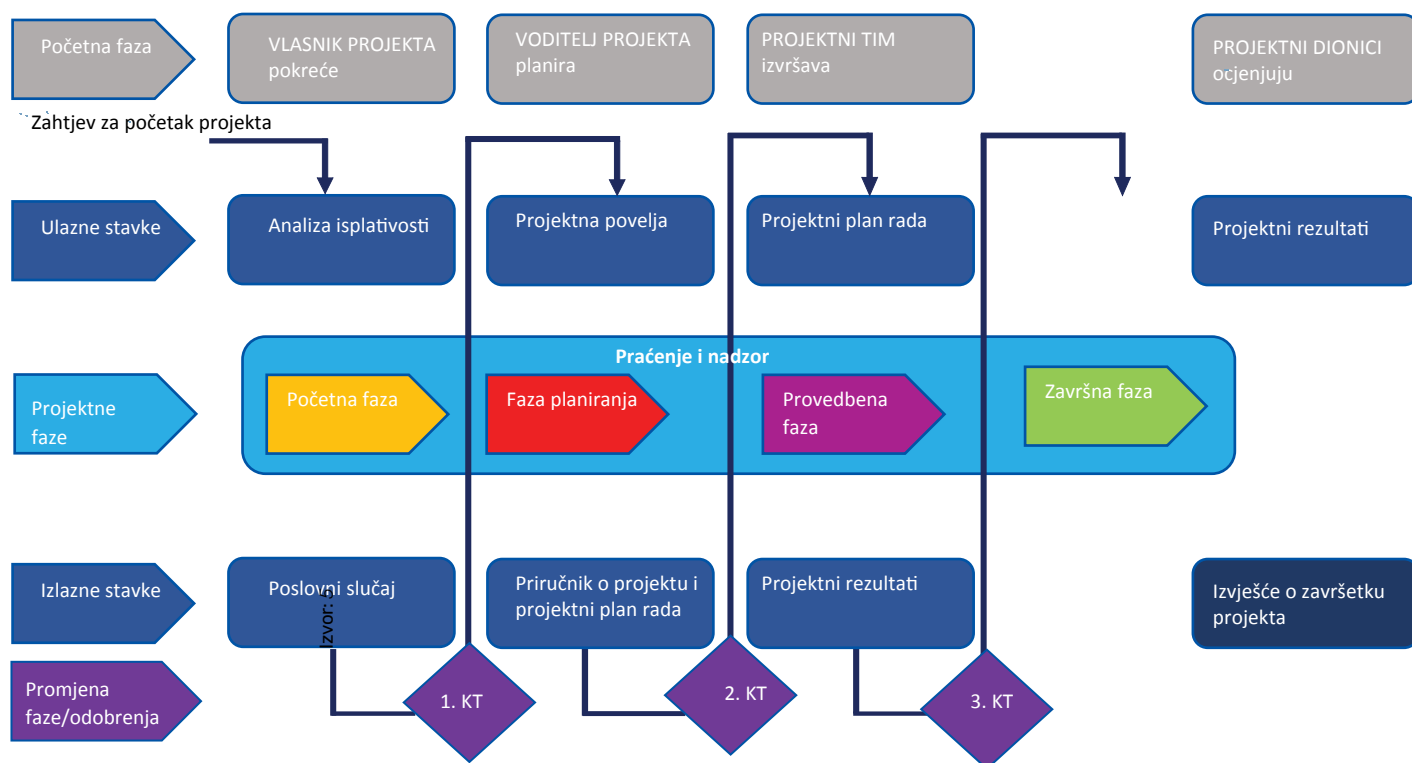 Početna faza
VLASNIK PROJEKTA
pokreće
VODITELJ PROJEKTA
planira
PROJEKTNI TIM
izvršava
PROJEKTNI DIONICI
ocjenjuju
Zahtjev za početak projekta
Ulazne stavke
Analiza isplativosti
Projektna povelja
Projektni plan rada
Projektni rezultati
Praćenje i nadzor
Projektne
faze
Početna faza
Faza planiranja
Provedbena
faza
Završna faza
Izlazne stavke
Poslovni slučaj
Priručnik o projektu i
projektni plan rada
Projektni rezultati
Izvješće o završetku
projekta
Izvor: 5
Promjena
faze/odobrenja
1. KT
2. KT
3. KT